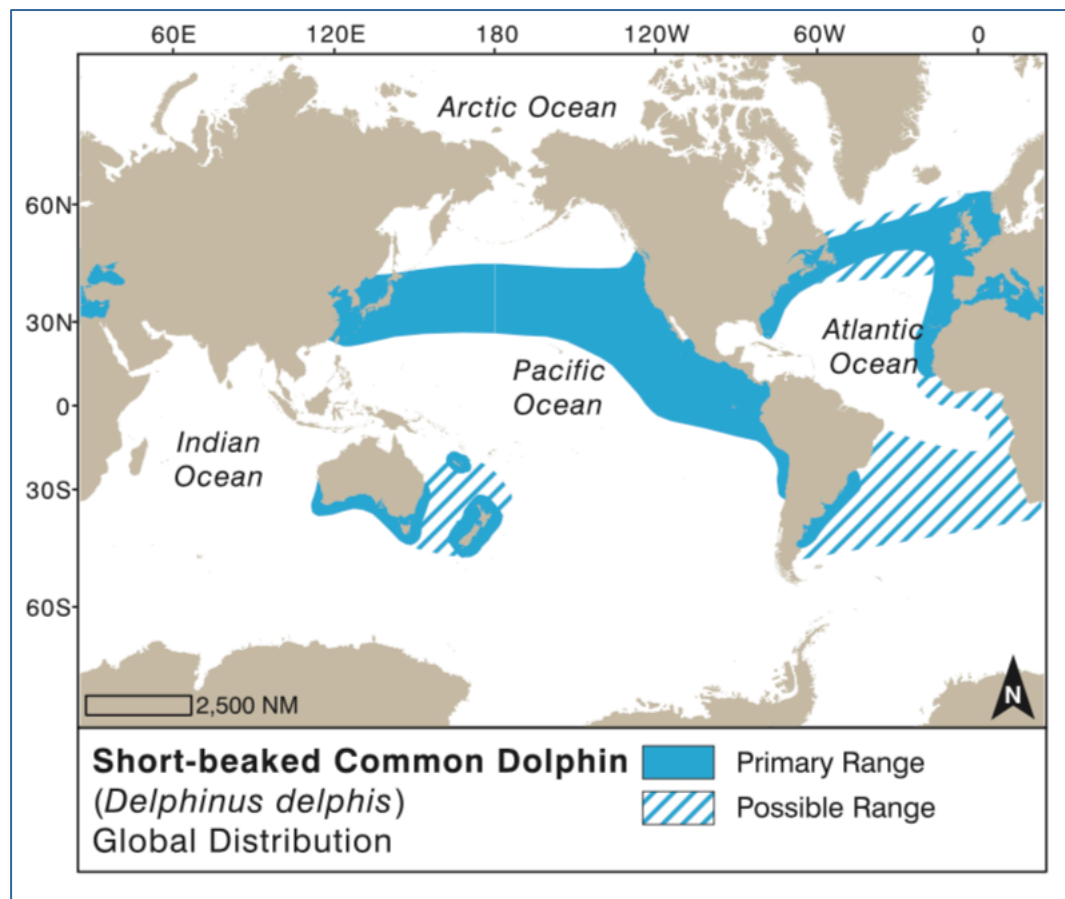 60E 120E 180 120W 60W 0
Arctic Ocean
60N
30N
Atlantic
Ocean
Pacific
Ocean
0
Indian
Ocean
30S
60S
2,500 NM
N
Short-beaked Common Dolphin
(Delphinus delphis)
Global Distribution
Primary Range
Possible Range